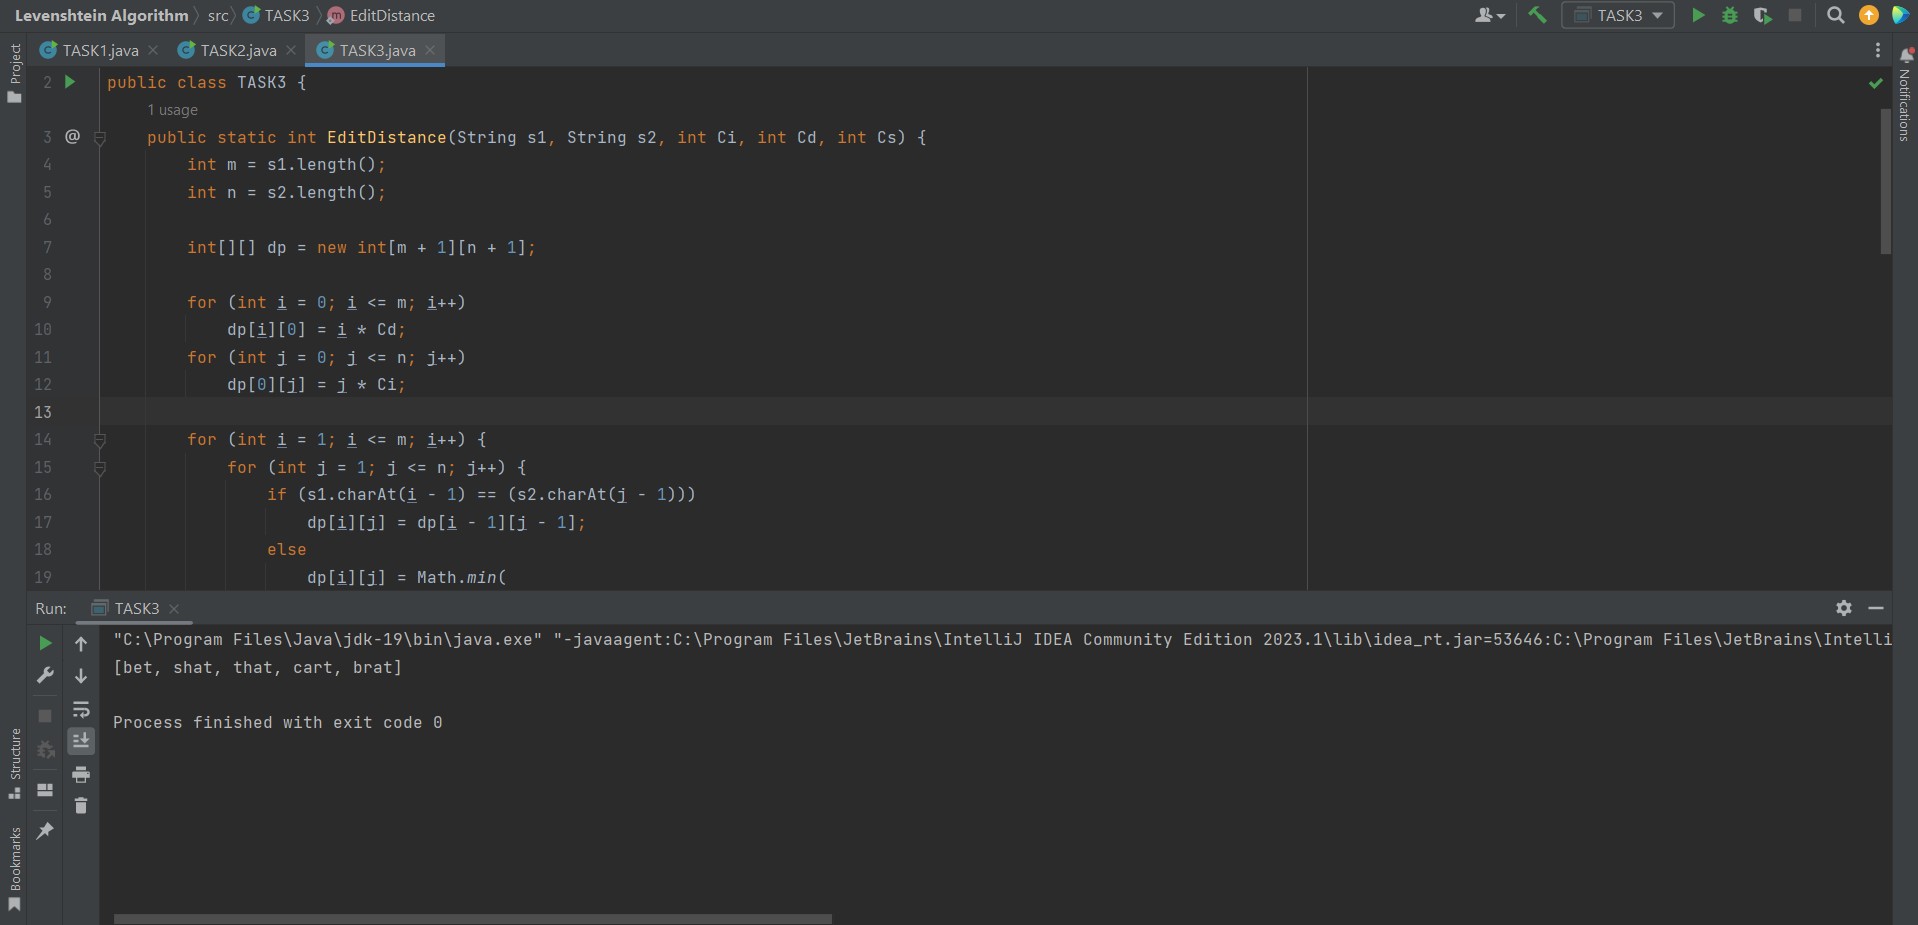 Levenshtein Algorithm src TASK3 EditDistance TASK3
TASK1.java TASK2.java TASK3.java
Project
Notifications
2 public class TASK3 {
1 usage
3 @ public static int EditDistance(String s1, String s2, int Ci, int Cd, int Cs) {
4 int m = s1.length();
5 int n = s2.length();
6
7 int[][] dp = new int[m + 1][n + 1];
8
9 for (int i = 0; i <= m; i++)
10 dp[i][0] = i * Cd;
11 for (int j = 0; j <= n; j++)
12 dp[0][j] = j * Ci;
13
14 for (int i = 1; i <= m; i++) {
15 for (int j = 1; j <= n; j++) {
16 if (s1.charAt(i - 1) == (s2.charAt(j - 1)))
17 dp[i][j] = dp[i - 1][j - 1];
18 else
19 dp[i][j] = Math.min(
Run: TASK3
"C:\Program Files\Java\jdk-19\bin\java.exe" "-javaagent:C:\Program Files\JetBrains\IntelliJ IDEA Community Edition 2023.1\lib\idea_rt.jar=53646:C:\Program Files\JetBrains\Intelli
[bet, shat, that, cart, brat]
Process finished with exit code 0
Structure
Bookmarks